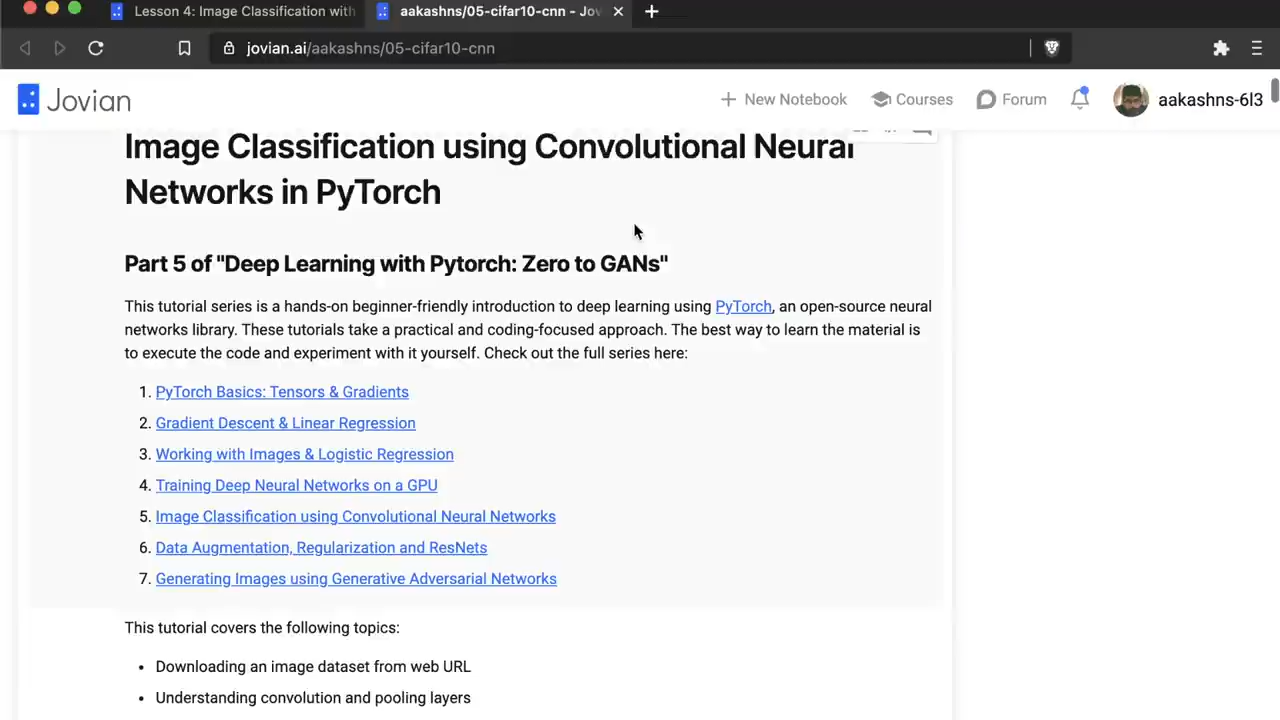 Lesson 4: Image Classification with
aakashns/05-cifar10-cnn - Jov
jovian.ai/aakashns/05-cifar10-cnn
Jovian
New Notebook
Courses
Forum
aakashns-6l3
Image Classification using Convolutional Neural
Networks in PyTorch
Part 5 of "Deep Learning with Pytorch: Zero to GANs"
This tutorial series is a hands-on beginner-friendly introduction to deep learning using PyTorch, an open-source neural
networks library. These tutorials take a practical and coding-focused approach. The best way to learn the material is
to execute the code and experiment with it yourself. Check out the full series here:
1. PyTorch Basics: Tensors & Gradients
2. Gradient Descent & Linear Regression
3. Working with Images & Logistic Regression
4. Training Deep Neural Networks on a GPU
5. Image Classification using Convolutional Neural Networks
6. Data Augmentation, Regularization and ResNets
7. Generating Images using Generative Adversarial Networks
This tutorial covers the following topics:
• Downloading an image dataset from web URL
• Understanding convolution and pooling layers